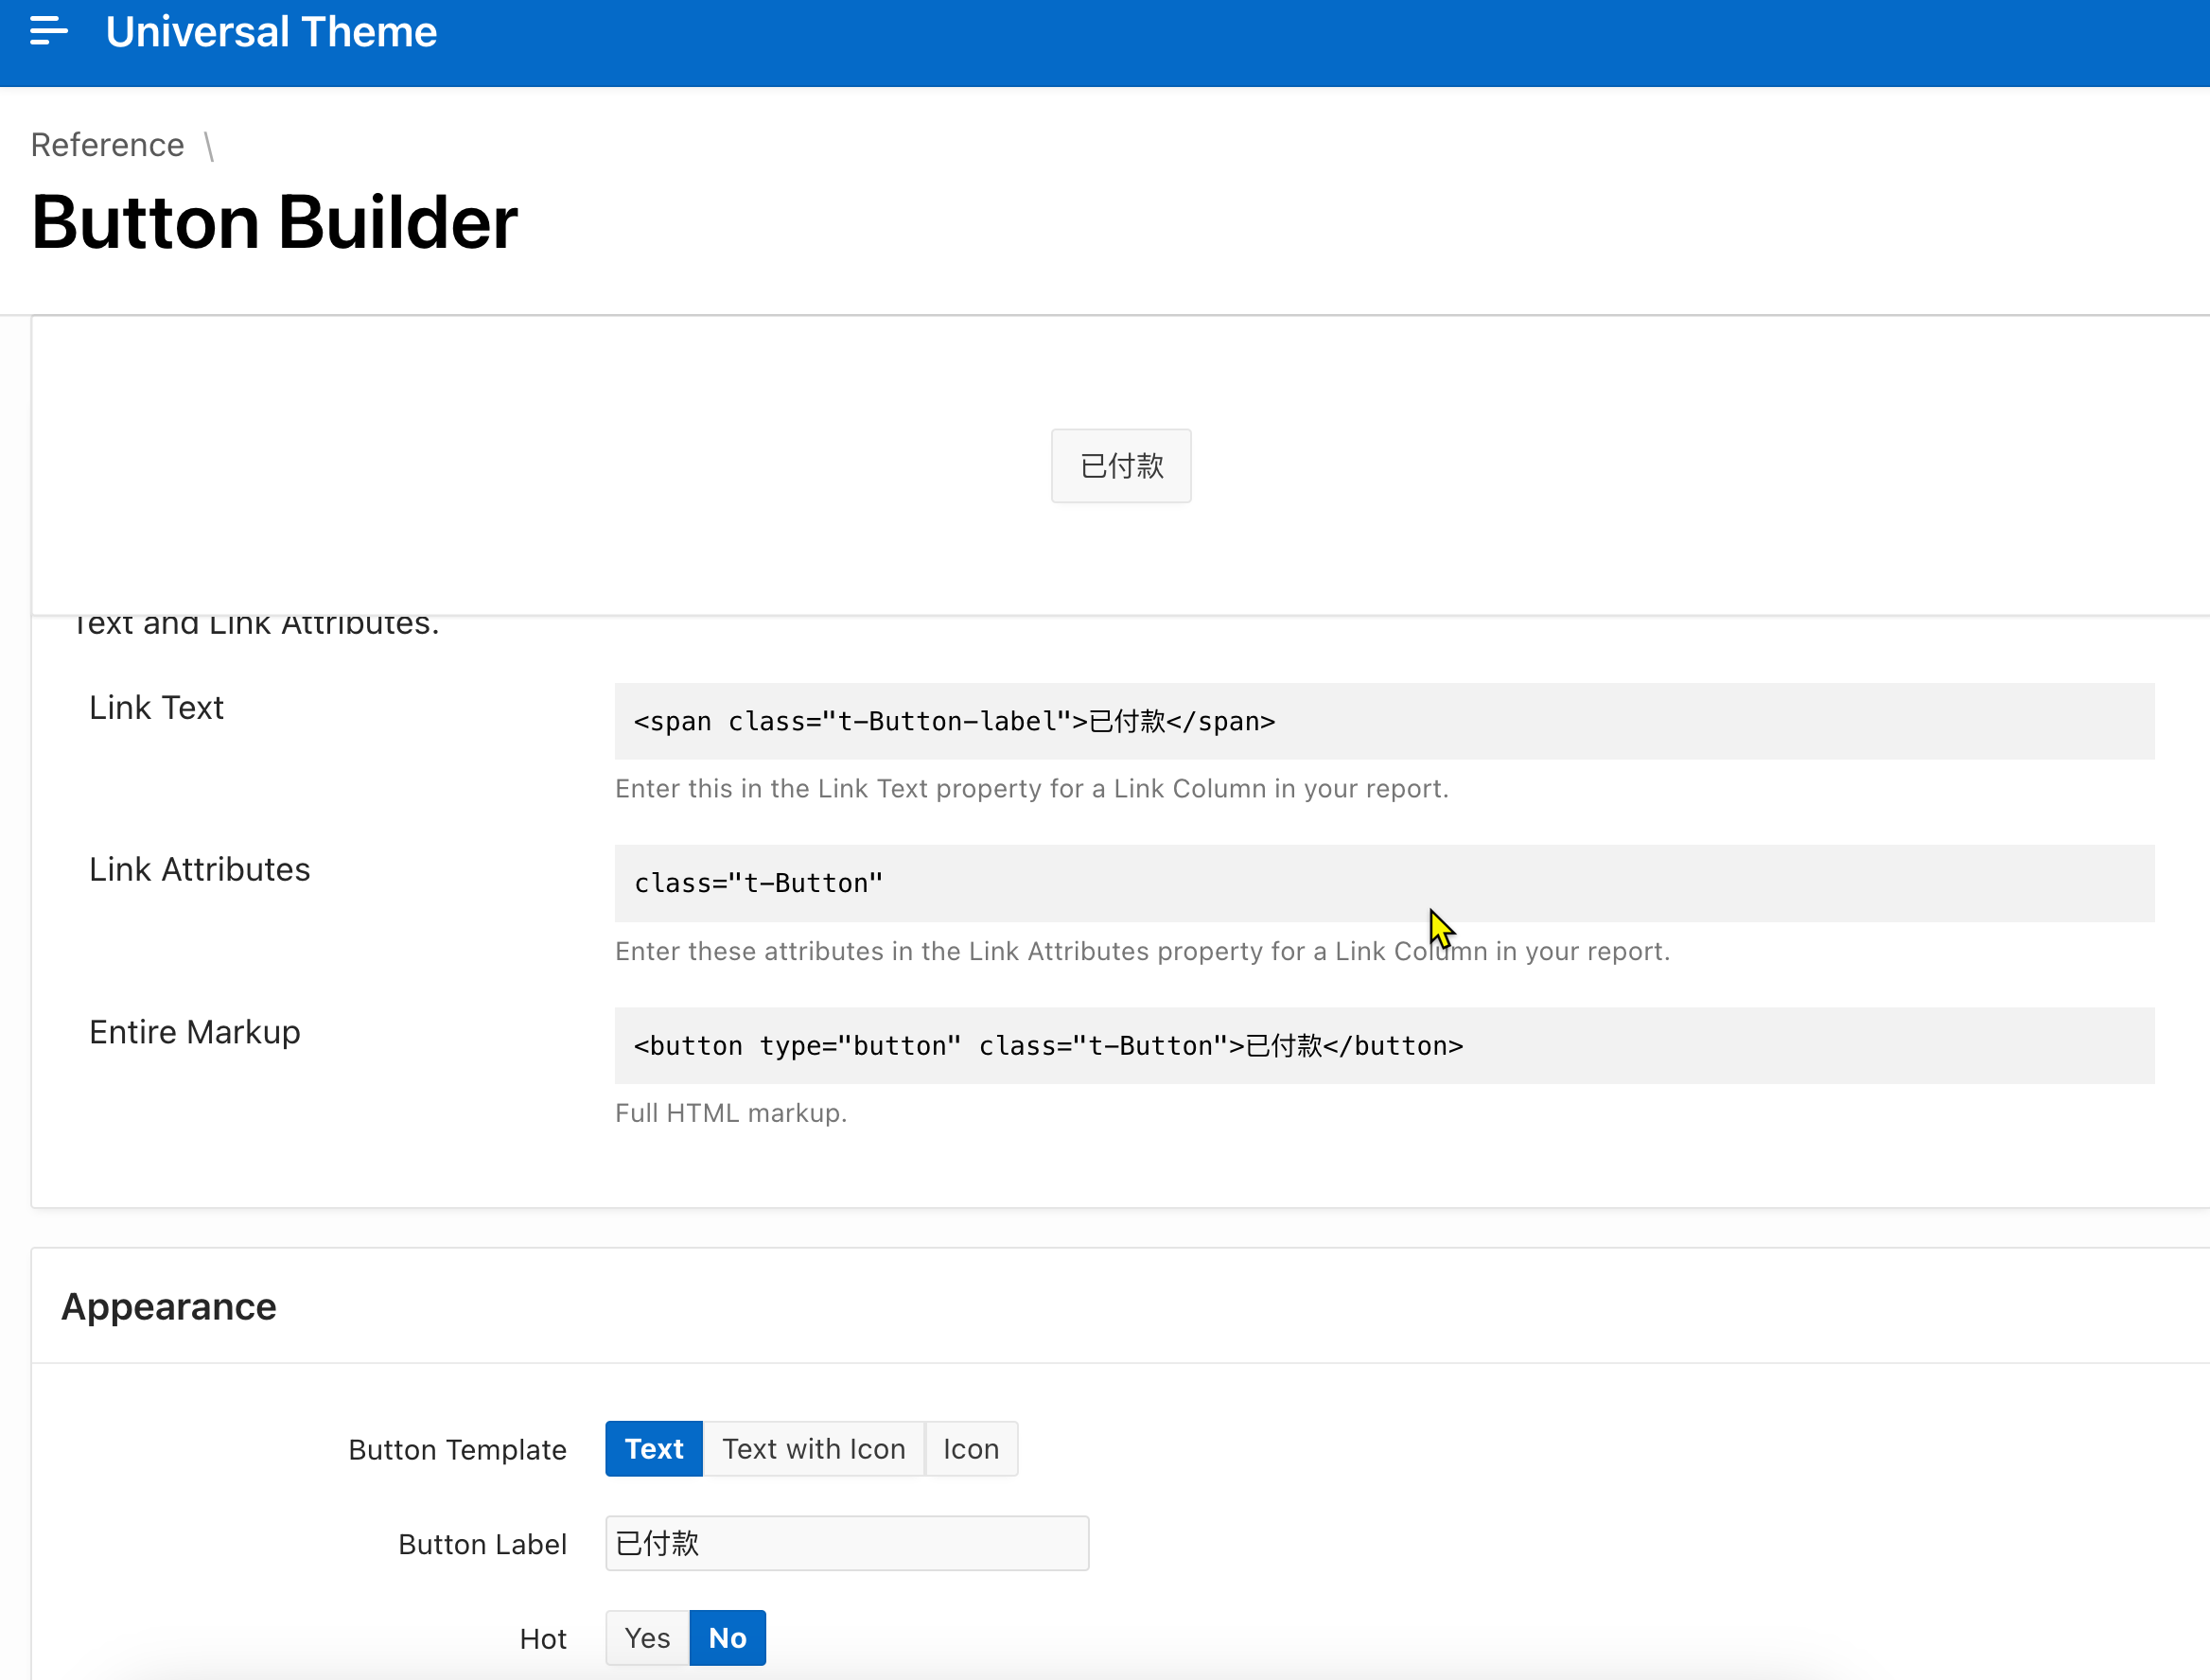 Universal Theme
Reference \
Button Builder
已付款
Text and Link Attributes.
Link Text
<span class="t-Button-label">已付款</span>
Enter this in the Link Text property for a Link Column in your report.
Link Attributes
class="t-Button"
Enter these attributes in the Link Attributes property for a Link Column in your report.
Entire Markup
<button type="button" class="t-Button">已付款</button>
Full HTML markup.
Appearance
Button Template Text Text with Icon Icon
Button Label 已付款
Hot Yes No